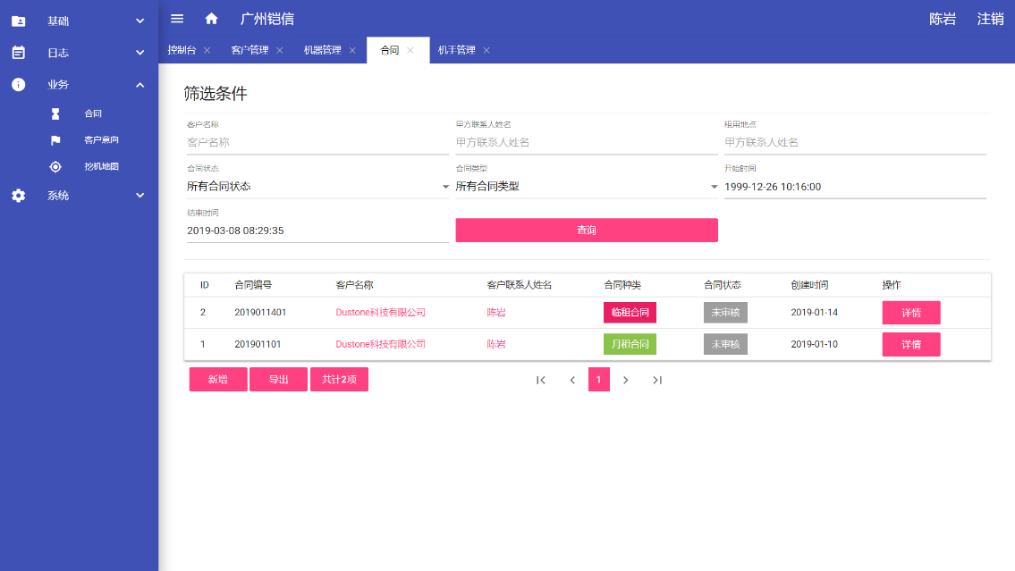 广州铠信 陈岩 注销
控制台 客户管理 机器管理 合同 机手管理
基础
日志
业务
合同
客户意向
挖机地图
系统
筛选条件
客户名称 甲方联系人姓名 租用地点
客户名称 甲方联系人姓名 甲方联系人姓名
合同状态 合同类型 开始时间
所有合同状态 所有合同类型 1999-12-26 10:16:00
结束时间
2019-03-08 08:29:35 查询
ID 合同编号 客户名称 客户联系人姓名 合同种类 合同状态 创建时间 操作
2 2019011401 Dustone科技有限公司 陈岩 临租合同 未审核 2019-01-14 详情
1 201901101 Dustone科技有限公司 陈岩 月租合同 未审核 2019-01-10 详情
新增 导出 共计2项 1